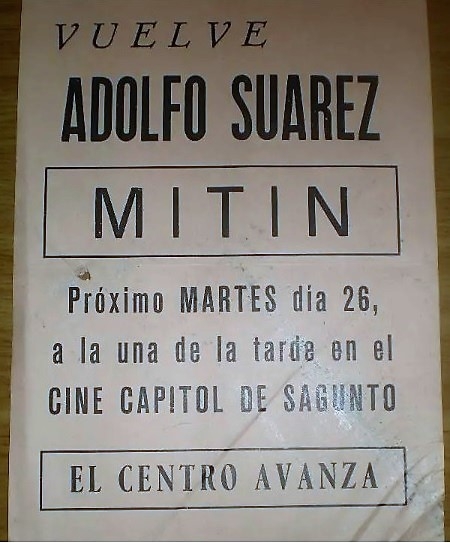 VUELVE
ADOLFO SUAREZ
MITIN
Próximo MARTES día 26,
a la una de la tarde en el
CINE CAPITOL DE SAGUNTO
EL CENTRO AVANZA